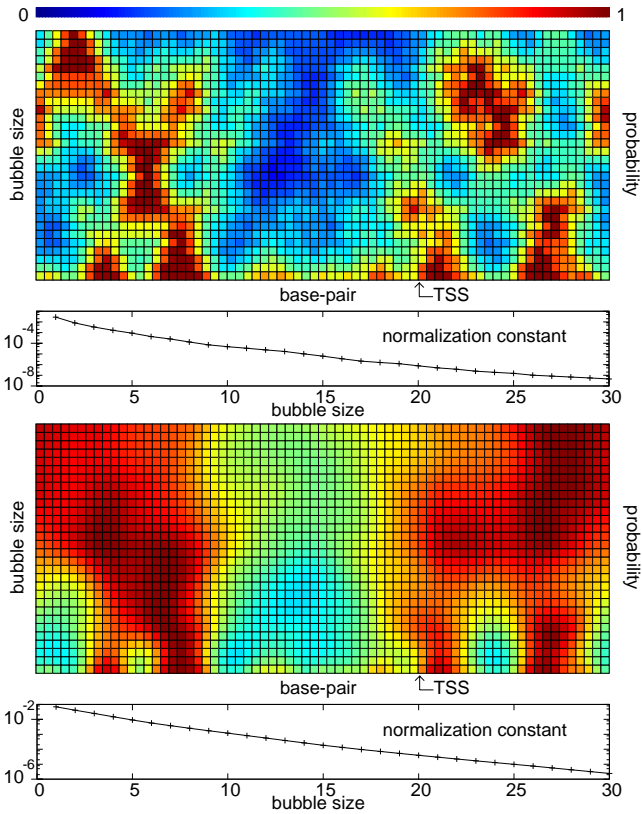 0 1
bubble size
probability
base-pair
TSS
normalization constant
10^-4
10^-8
10^-10
0 5 10 15 20 25 30
bubble size
bubble size
probability
base-pair
TSS
normalization constant
10^-2
10^-6
0 5 10 15 20 25 30
bubble size